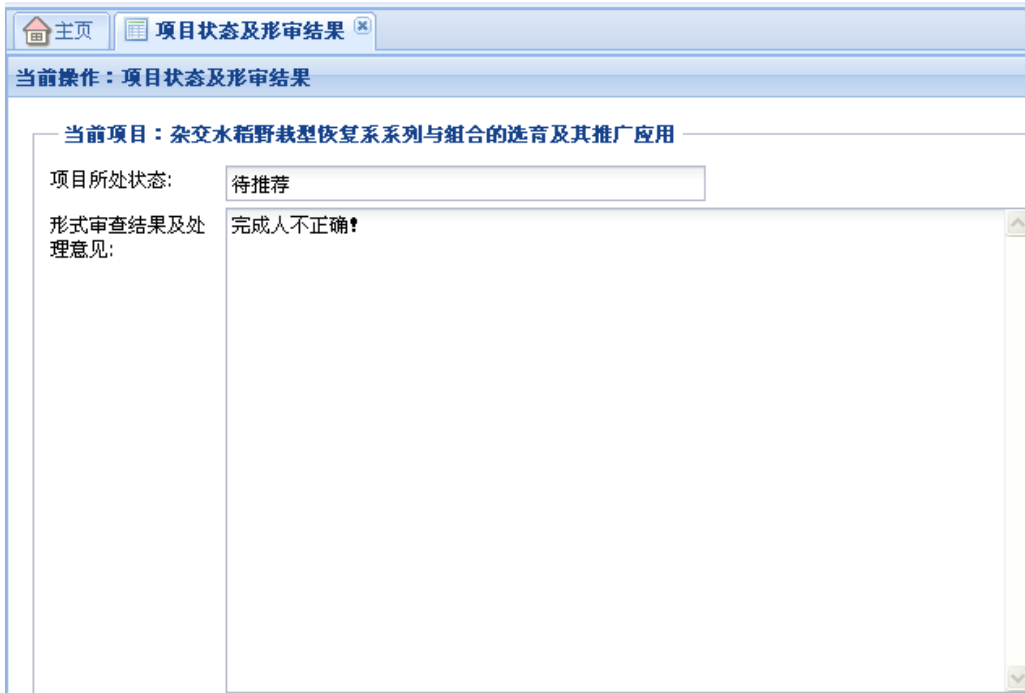 主页 项目状态及形审结果
当前操作：项目状态及形审结果
当前项目：杂交水稻野栽型恢复系系列与组合的选育及其推广应用
项目所处状态: 待推荐
形式审查结果及处 完成人不正确！
理意见: